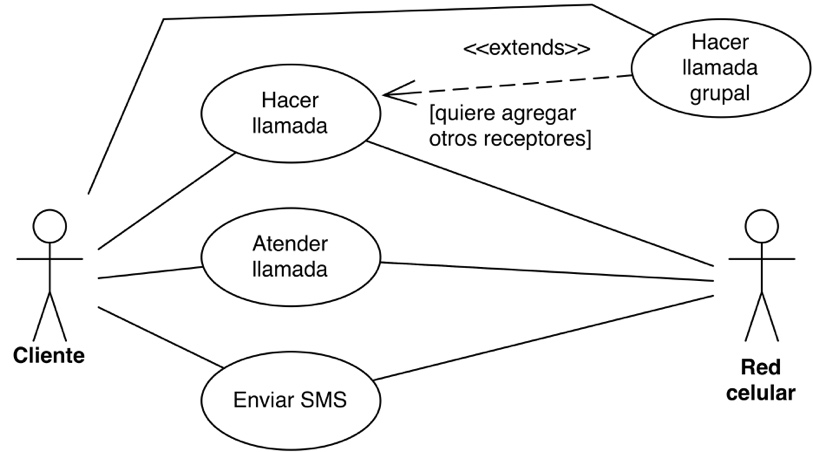 Hacer
llamada
grupal
<<extends>>
[quiere agregar
otros receptores]
Hacer
llamada
Atender
llamada
Enviar SMS
Cliente
Red
celular